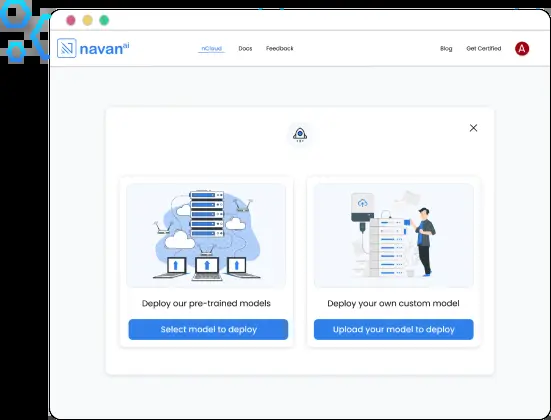 navan.ai
nCloud Docs Feedback Blog Get Certified A
Deploy our pre-trained models
Select model to deploy
Deploy your own custom model
Upload your model to deploy